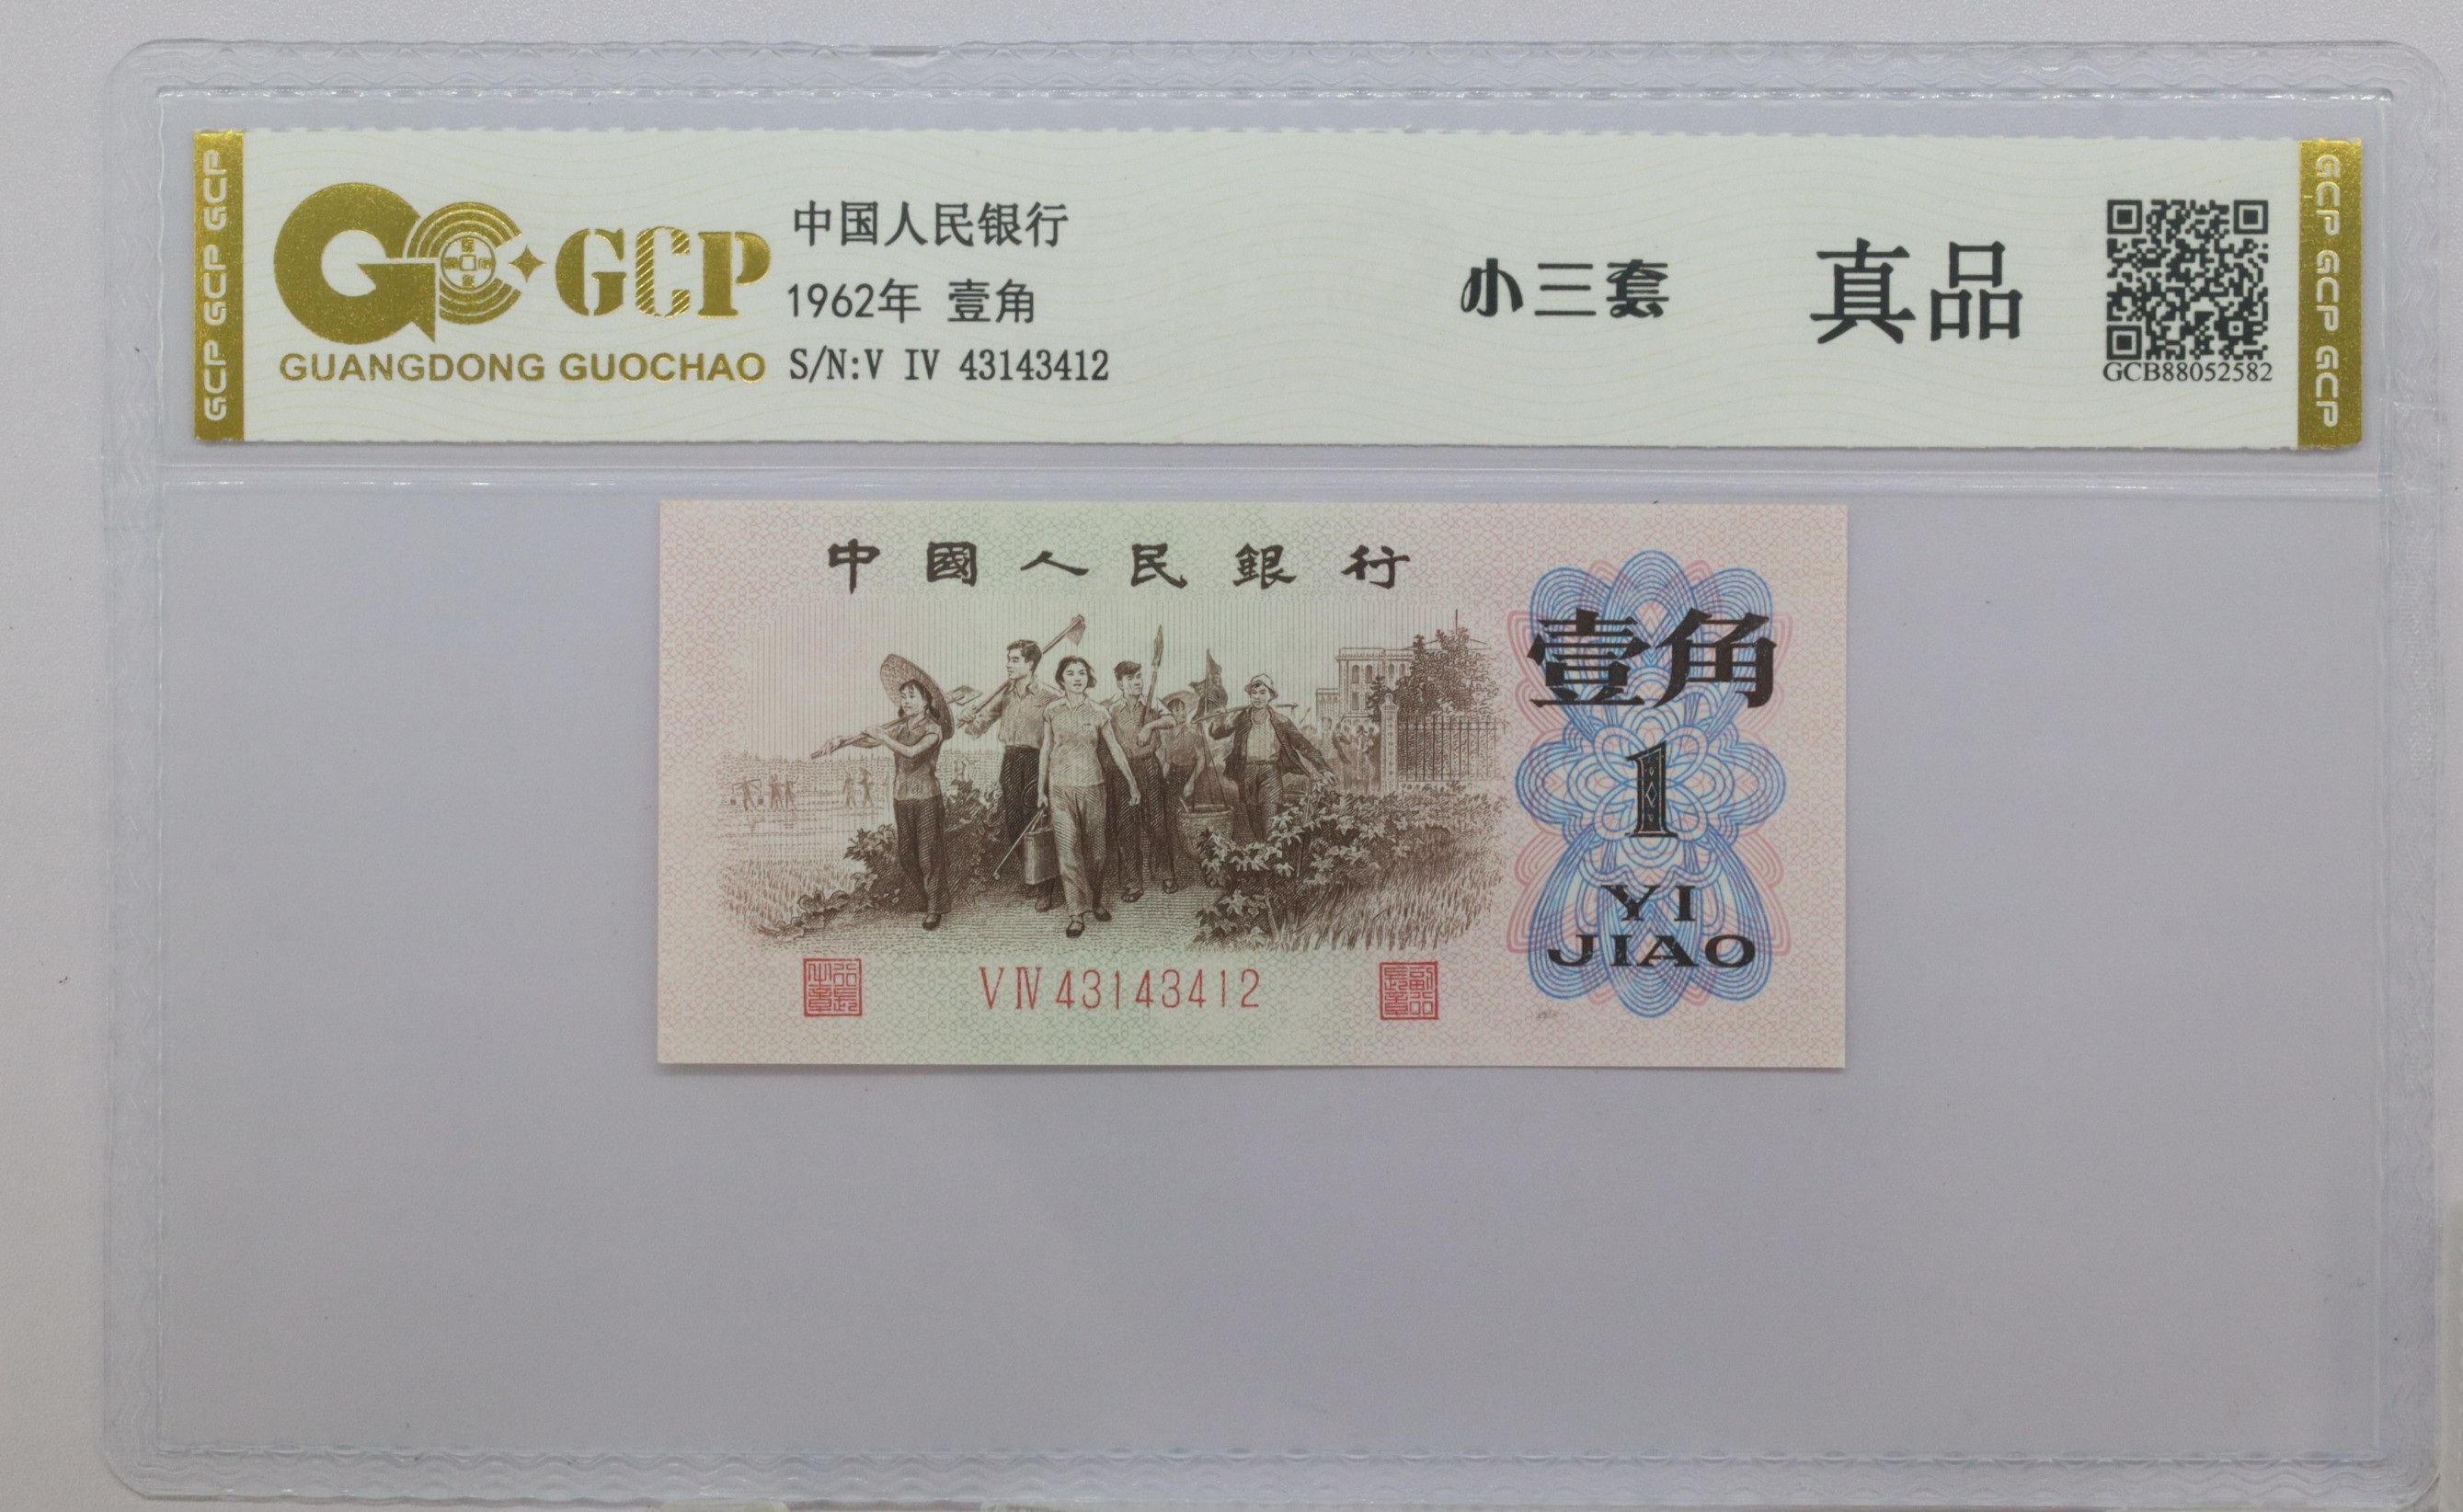 GCP GCP GCP
GCP
GUANGDONG GUOCHAO
中国人民银行
1962年 壹角
S/N:V IV 43143412
小三套
真品
GCB88052582
GCP GCP GCP
中國人民銀行
壹角
1
YI
JIAO
VⅣ43143412